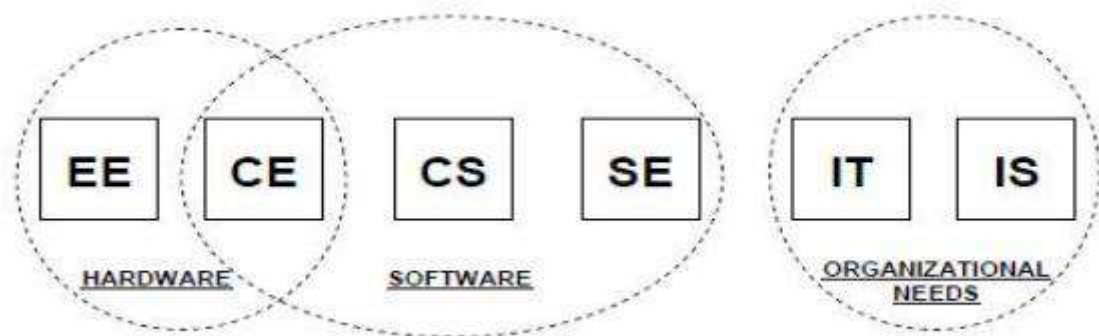 EE CE CS SE IT IS
HARDWARE SOFTWARE ORGANIZATIONAL
NEEDS